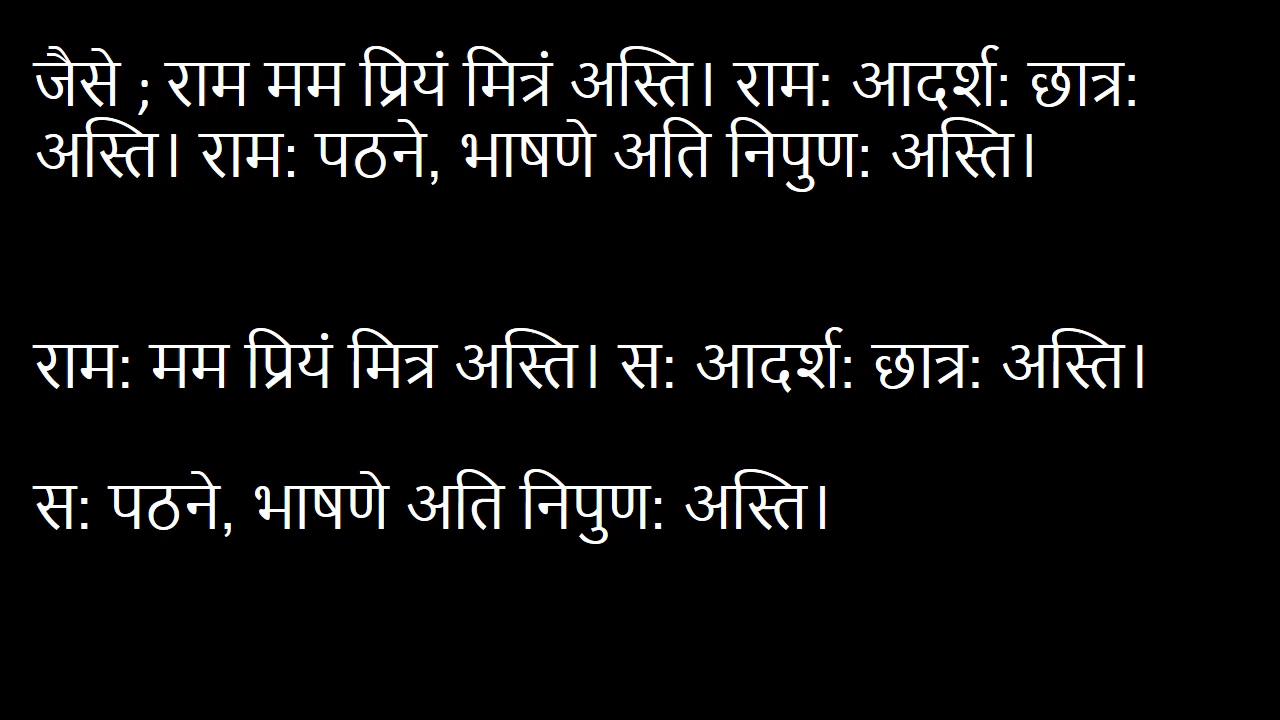 जैसे ; राम मम प्रियं मित्रं अस्ति। राम: आदर्श: छात्र:
अस्ति। राम: पठने, भाषणे अति निपुण: अस्ति।
राम: मम प्रियं मित्र अस्ति। स: आदर्श: छात्र: अस्ति।
स: पठने, भाषणे अति निपुण: अस्ति।